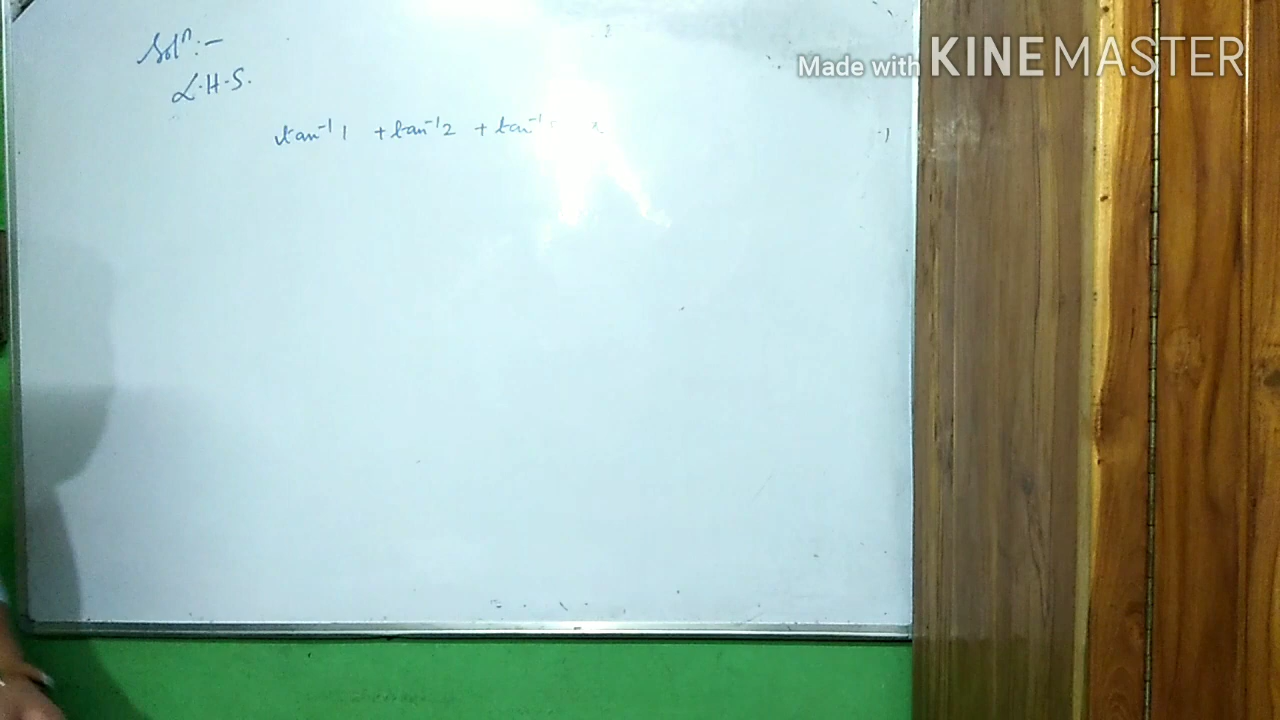 Made with KINEMASTER
Solⁿ:-
L.H.S.
tan⁻¹1 + tan⁻¹2 + tan⁻¹